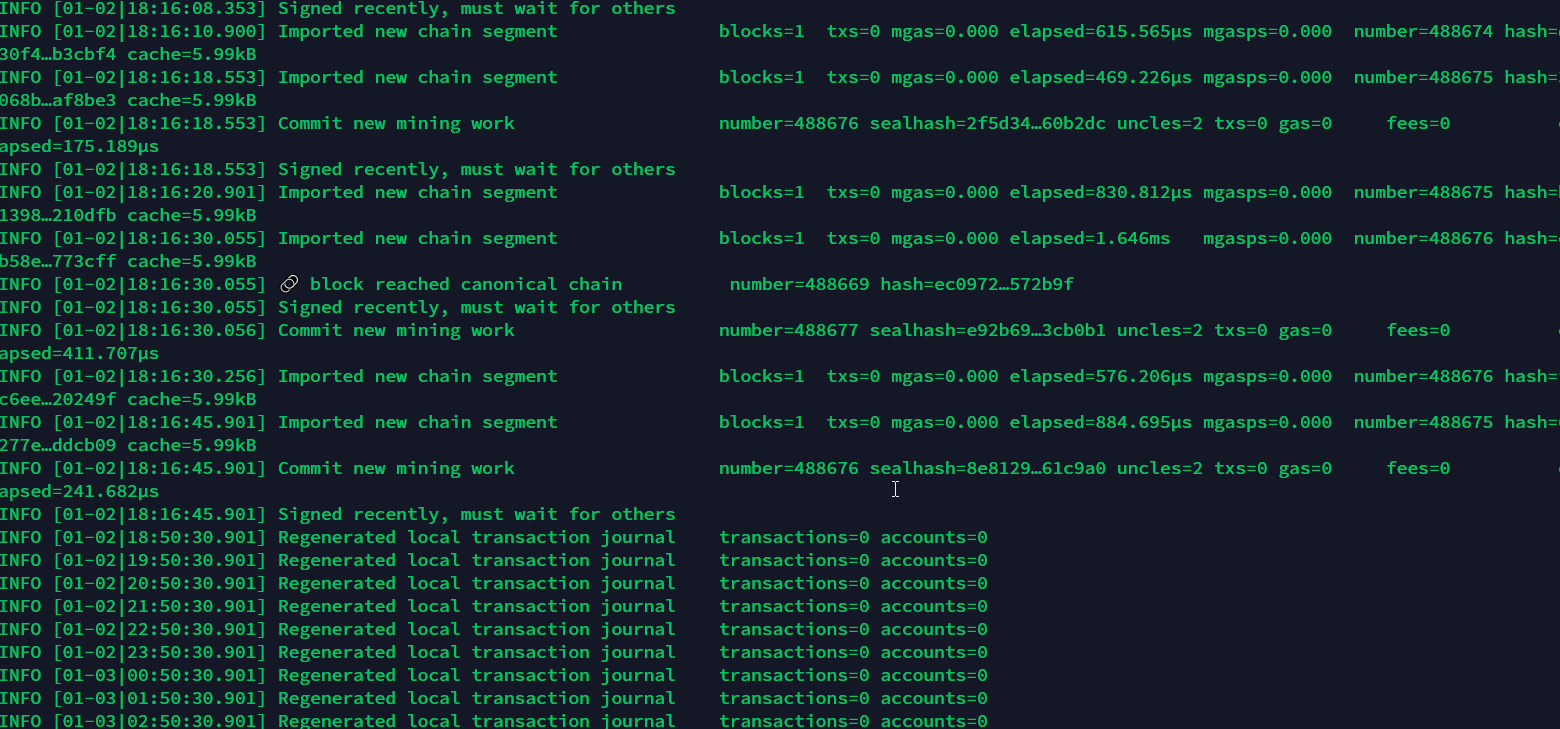 INFO [01-02|18:16:08.353] Signed recently, must wait for others
INFO [01-02|18:16:10.900] Imported new chain segment blocks=1 txs=0 mgas=0.000 elapsed=615.565µs mgasps=0.000 number=488674 hash=
30f4…b3cbf4 cache=5.99kB
INFO [01-02|18:16:18.553] Imported new chain segment blocks=1 txs=0 mgas=0.000 elapsed=469.226µs mgasps=0.000 number=488675 hash=
068b…af8be3 cache=5.99kB
INFO [01-02|18:16:18.553] Commit new mining work number=488676 sealhash=2f5d34…60b2dc uncles=2 txs=0 gas=0 fees=0
apsed=175.189µs
INFO [01-02|18:16:18.553] Signed recently, must wait for others
INFO [01-02|18:16:20.901] Imported new chain segment blocks=1 txs=0 mgas=0.000 elapsed=830.812µs mgasps=0.000 number=488675 hash=
1398…210dfb cache=5.99kB
INFO [01-02|18:16:30.055] Imported new chain segment blocks=1 txs=0 mgas=0.000 elapsed=1.646ms mgasps=0.000 number=488676 hash=
b58e…773cff cache=5.99kB
INFO [01-02|18:16:30.055] 🔗 block reached canonical chain number=488669 hash=ec0972…572b9f
INFO [01-02|18:16:30.055] Signed recently, must wait for others
INFO [01-02|18:16:30.056] Commit new mining work number=488677 sealhash=e92b69…3cb0b1 uncles=2 txs=0 gas=0 fees=0
apsed=411.707µs
INFO [01-02|18:16:30.256] Imported new chain segment blocks=1 txs=0 mgas=0.000 elapsed=576.206µs mgasps=0.000 number=488676 hash=
c6ee…20249f cache=5.99kB
INFO [01-02|18:16:45.901] Imported new chain segment blocks=1 txs=0 mgas=0.000 elapsed=884.695µs mgasps=0.000 number=488675 hash=
277e…ddcb09 cache=5.99kB
INFO [01-02|18:16:45.901] Commit new mining work number=488676 sealhash=8e8129…61c9a0 uncles=2 txs=0 gas=0 fees=0
apsed=241.682µs
INFO [01-02|18:16:45.901] Signed recently, must wait for others
INFO [01-02|18:50:30.901] Regenerated local transaction journal transactions=0 accounts=0
INFO [01-02|19:50:30.901] Regenerated local transaction journal transactions=0 accounts=0
INFO [01-02|20:50:30.901] Regenerated local transaction journal transactions=0 accounts=0
INFO [01-02|21:50:30.901] Regenerated local transaction journal transactions=0 accounts=0
INFO [01-02|22:50:30.901] Regenerated local transaction journal transactions=0 accounts=0
INFO [01-02|23:50:30.901] Regenerated local transaction journal transactions=0 accounts=0
INFO [01-03|00:50:30.901] Regenerated local transaction journal transactions=0 accounts=0
INFO [01-03|01:50:30.901] Regenerated local transaction journal transactions=0 accounts=0
INFO [01-03|02:50:30.901] Regenerated local transaction journal transactions=0 accounts=0